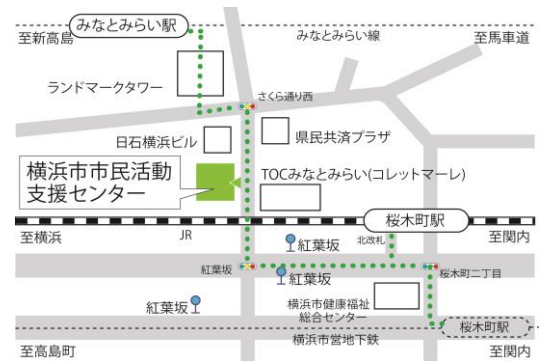 みなとみらい駅
至新高島
みなとみらい線
至馬車道
ランドマークタワー
さくら通り西
日石横浜ビル
県民共済プラザ
横浜市市民活動
支援センター
TOCみなとみらい(コレットマーレ)
桜木町駅
至横浜
JR
北改札
至関内
紅葉坂
紅葉坂
紅葉坂
桜木町二丁目
紅葉坂
横浜市健康福祉
総合センター
桜木町駅
横浜市営地下鉄
至高島町
至関内